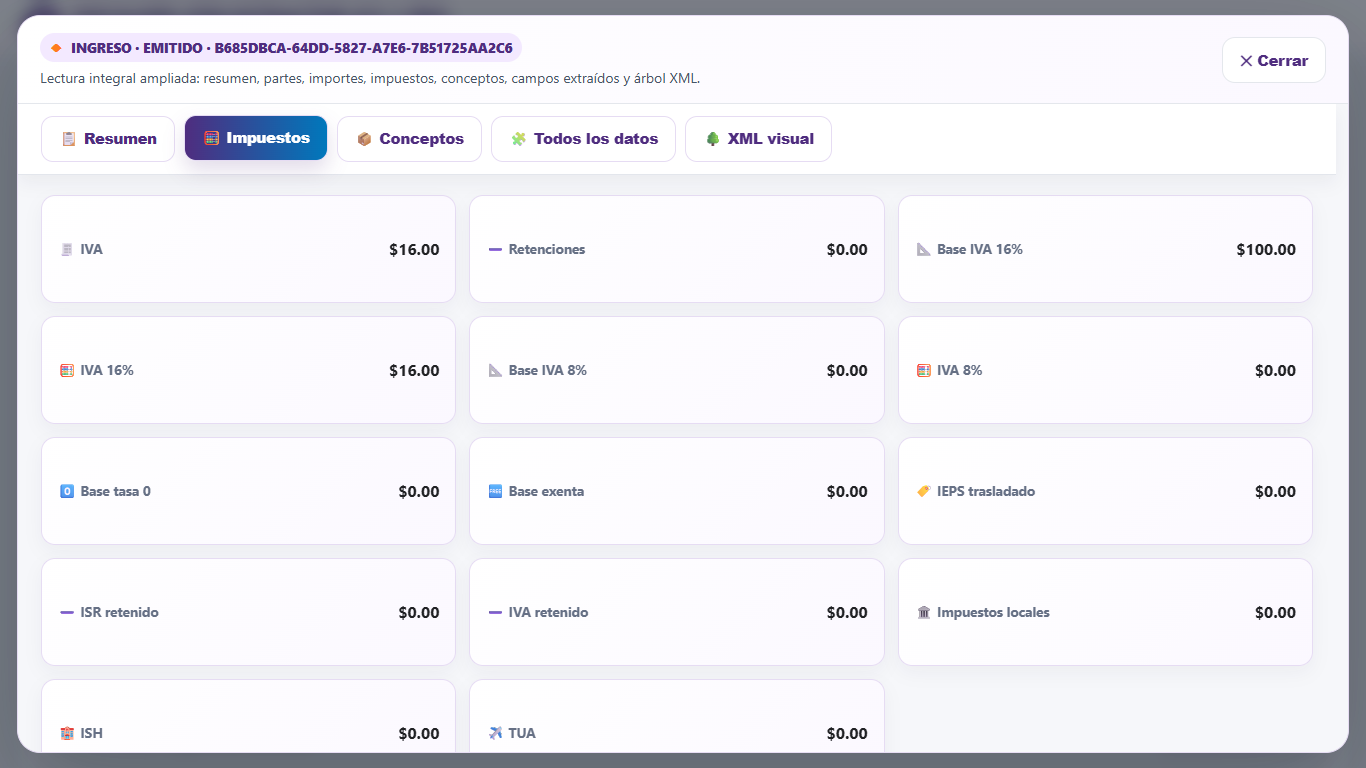 INGRESO · EMITIDO · B685DBCA-64DD-5827-A7E6-7B51725AA2C6
Lectura integral ampliada: resumen, partes, importes, impuestos, conceptos, campos extraídos y árbol XML.
Cerrar
Resumen
Impuestos
Conceptos
Todos los datos
XML visual
IVA $16.00
Retenciones $0.00
Base IVA 16% $100.00
IVA 16% $16.00
Base IVA 8% $0.00
IVA 8% $0.00
Base tasa 0 $0.00
Base exenta $0.00
IEPS trasladado $0.00
ISR retenido $0.00
IVA retenido $0.00
Impuestos locales $0.00
ISH $0.00
TUA $0.00